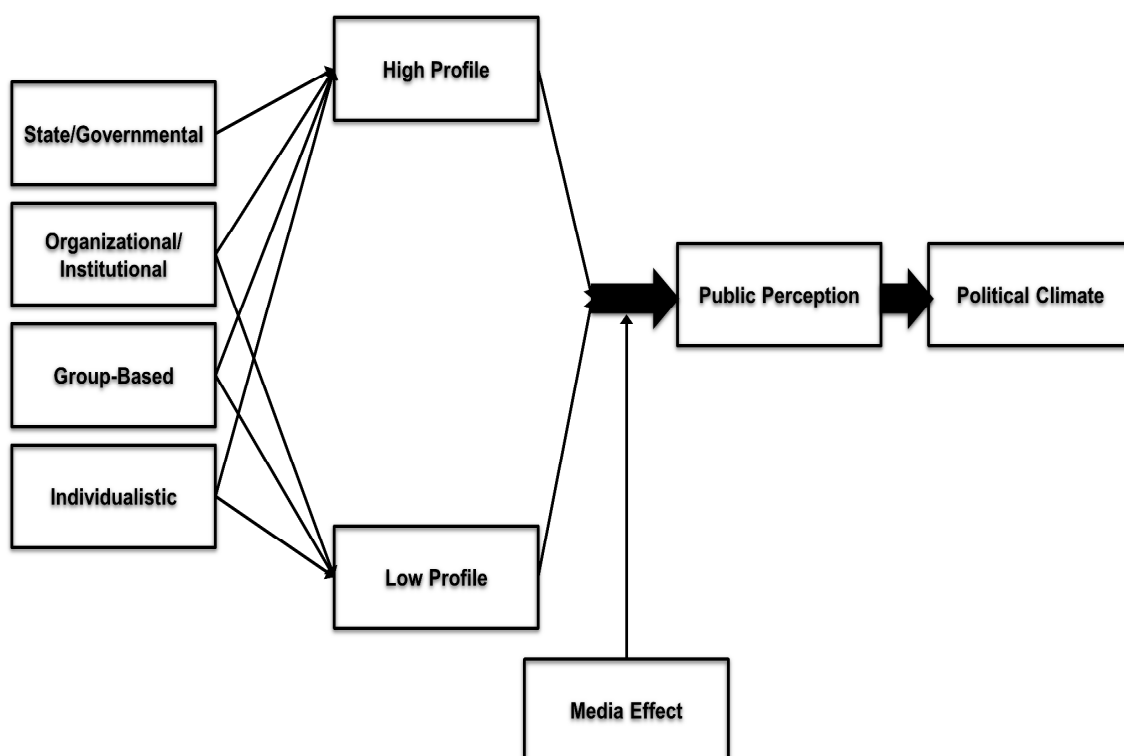 High Profile
State/Governmental
Organizational/
Institutional
Group-Based
Individualistic
Low Profile
Public Perception
Political Climate
Media Effect